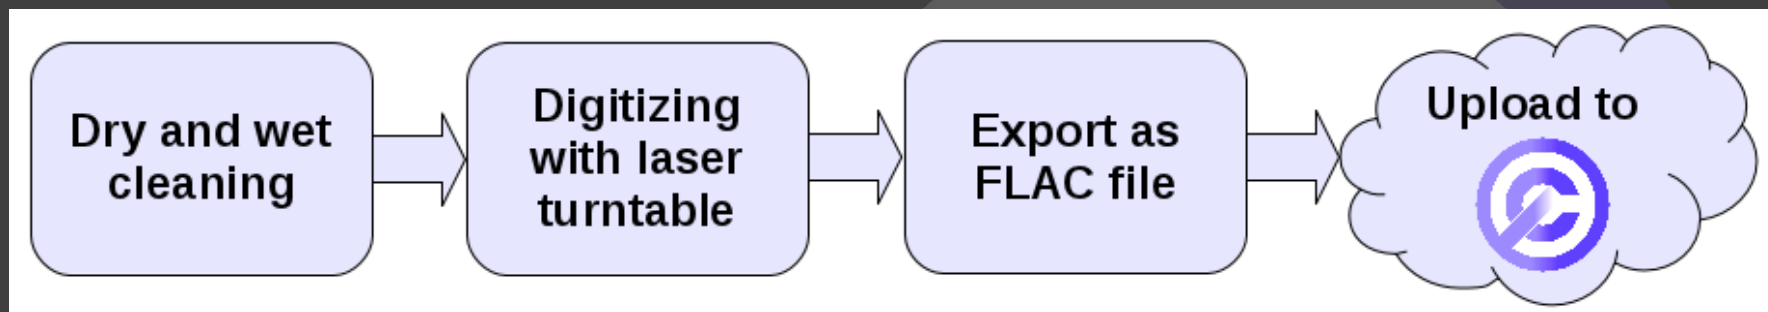 Dry and wet
cleaning
Digitizing
with laser
turntable
Export as
FLAC file
Upload to